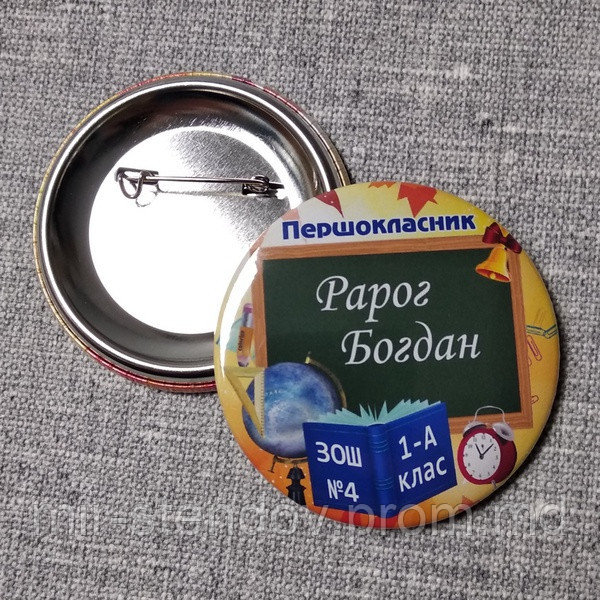 Першокласник
Рарог
Богдан
ЗОШ
№4
1-А
клас